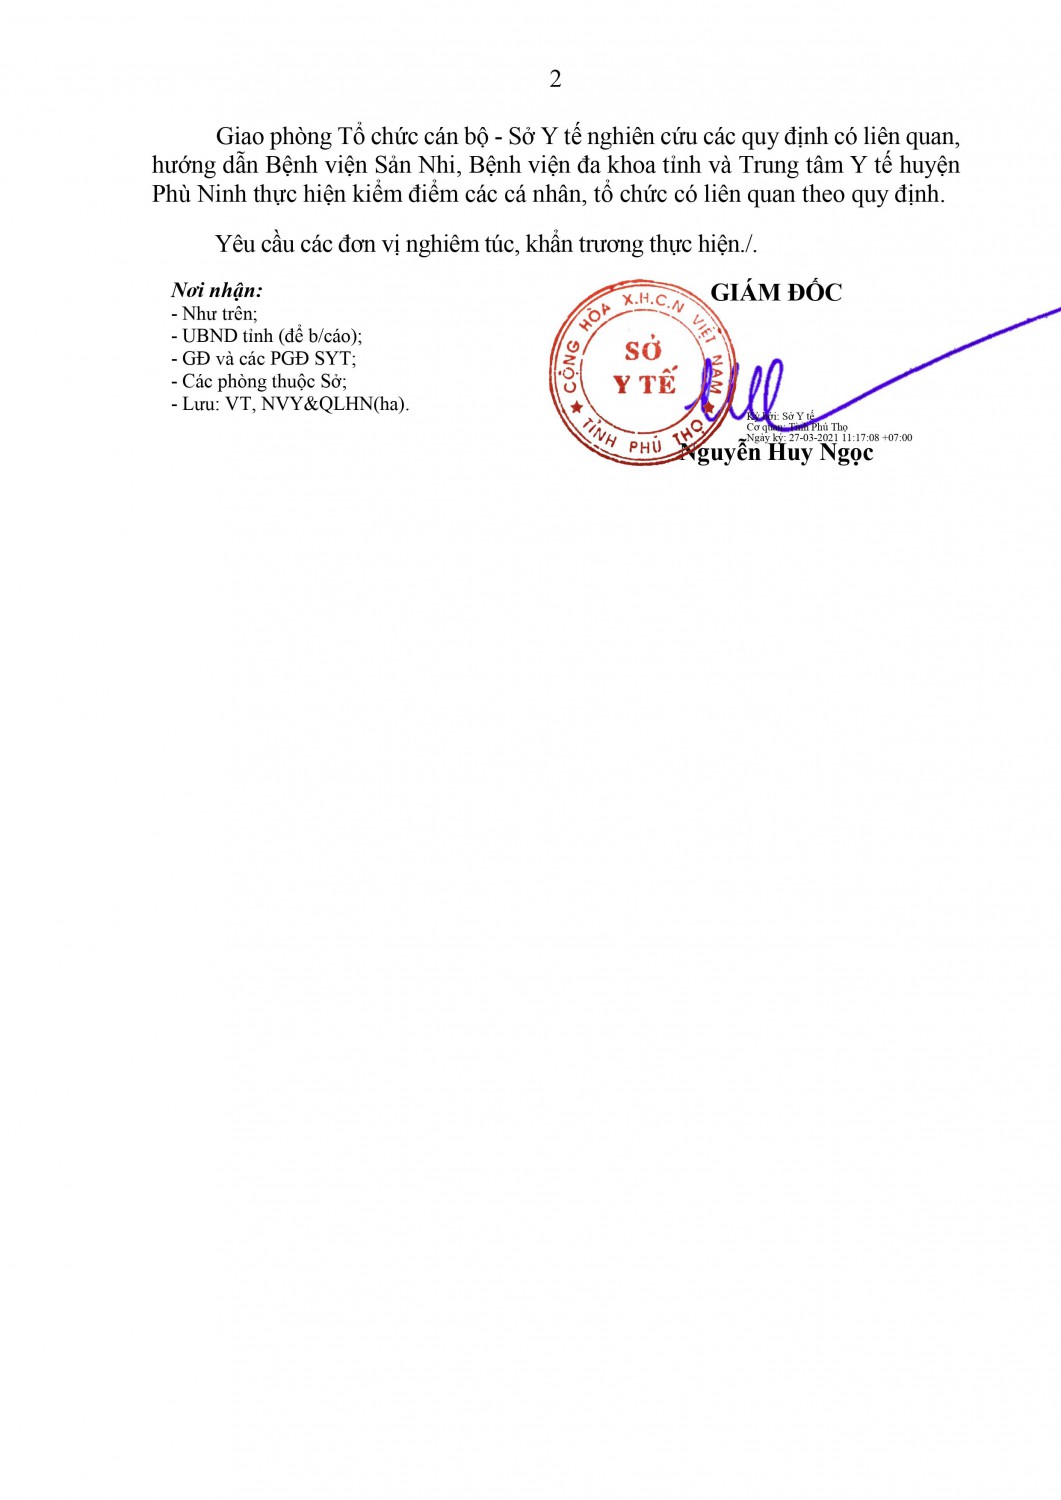 2
Giao phòng Tổ chức cán bộ - Sở Y tế nghiên cứu các quy định có liên quan,
hướng dẫn Bệnh viện Sản Nhi, Bệnh viện đa khoa tỉnh và Trung tâm Y tế huyện
Phù Ninh thực hiện kiểm điểm các cá nhân, tổ chức có liên quan theo quy định.
Yêu cầu các đơn vị nghiêm túc, khẩn trương thực hiện./.
Nơi nhận:
- Như trên;
- UBND tỉnh (để b/cáo);
- GĐ và các PGĐ SYT;
- Các phòng thuộc Sở;
- Lưu: VT, NVY&QLHN(ha).
GIÁM ĐỐC
CỘNG HÒA X.H.C.N VIỆT NAM
SỞ
Y TẾ
★ TỈNH PHÚ THỌ ★
Ký bởi: Sở Y tế
Cơ quan: Tỉnh Phú Thọ
Ngày ký: 27-03-2021 11:17:08 +07:00
Nguyễn Huy Ngọc